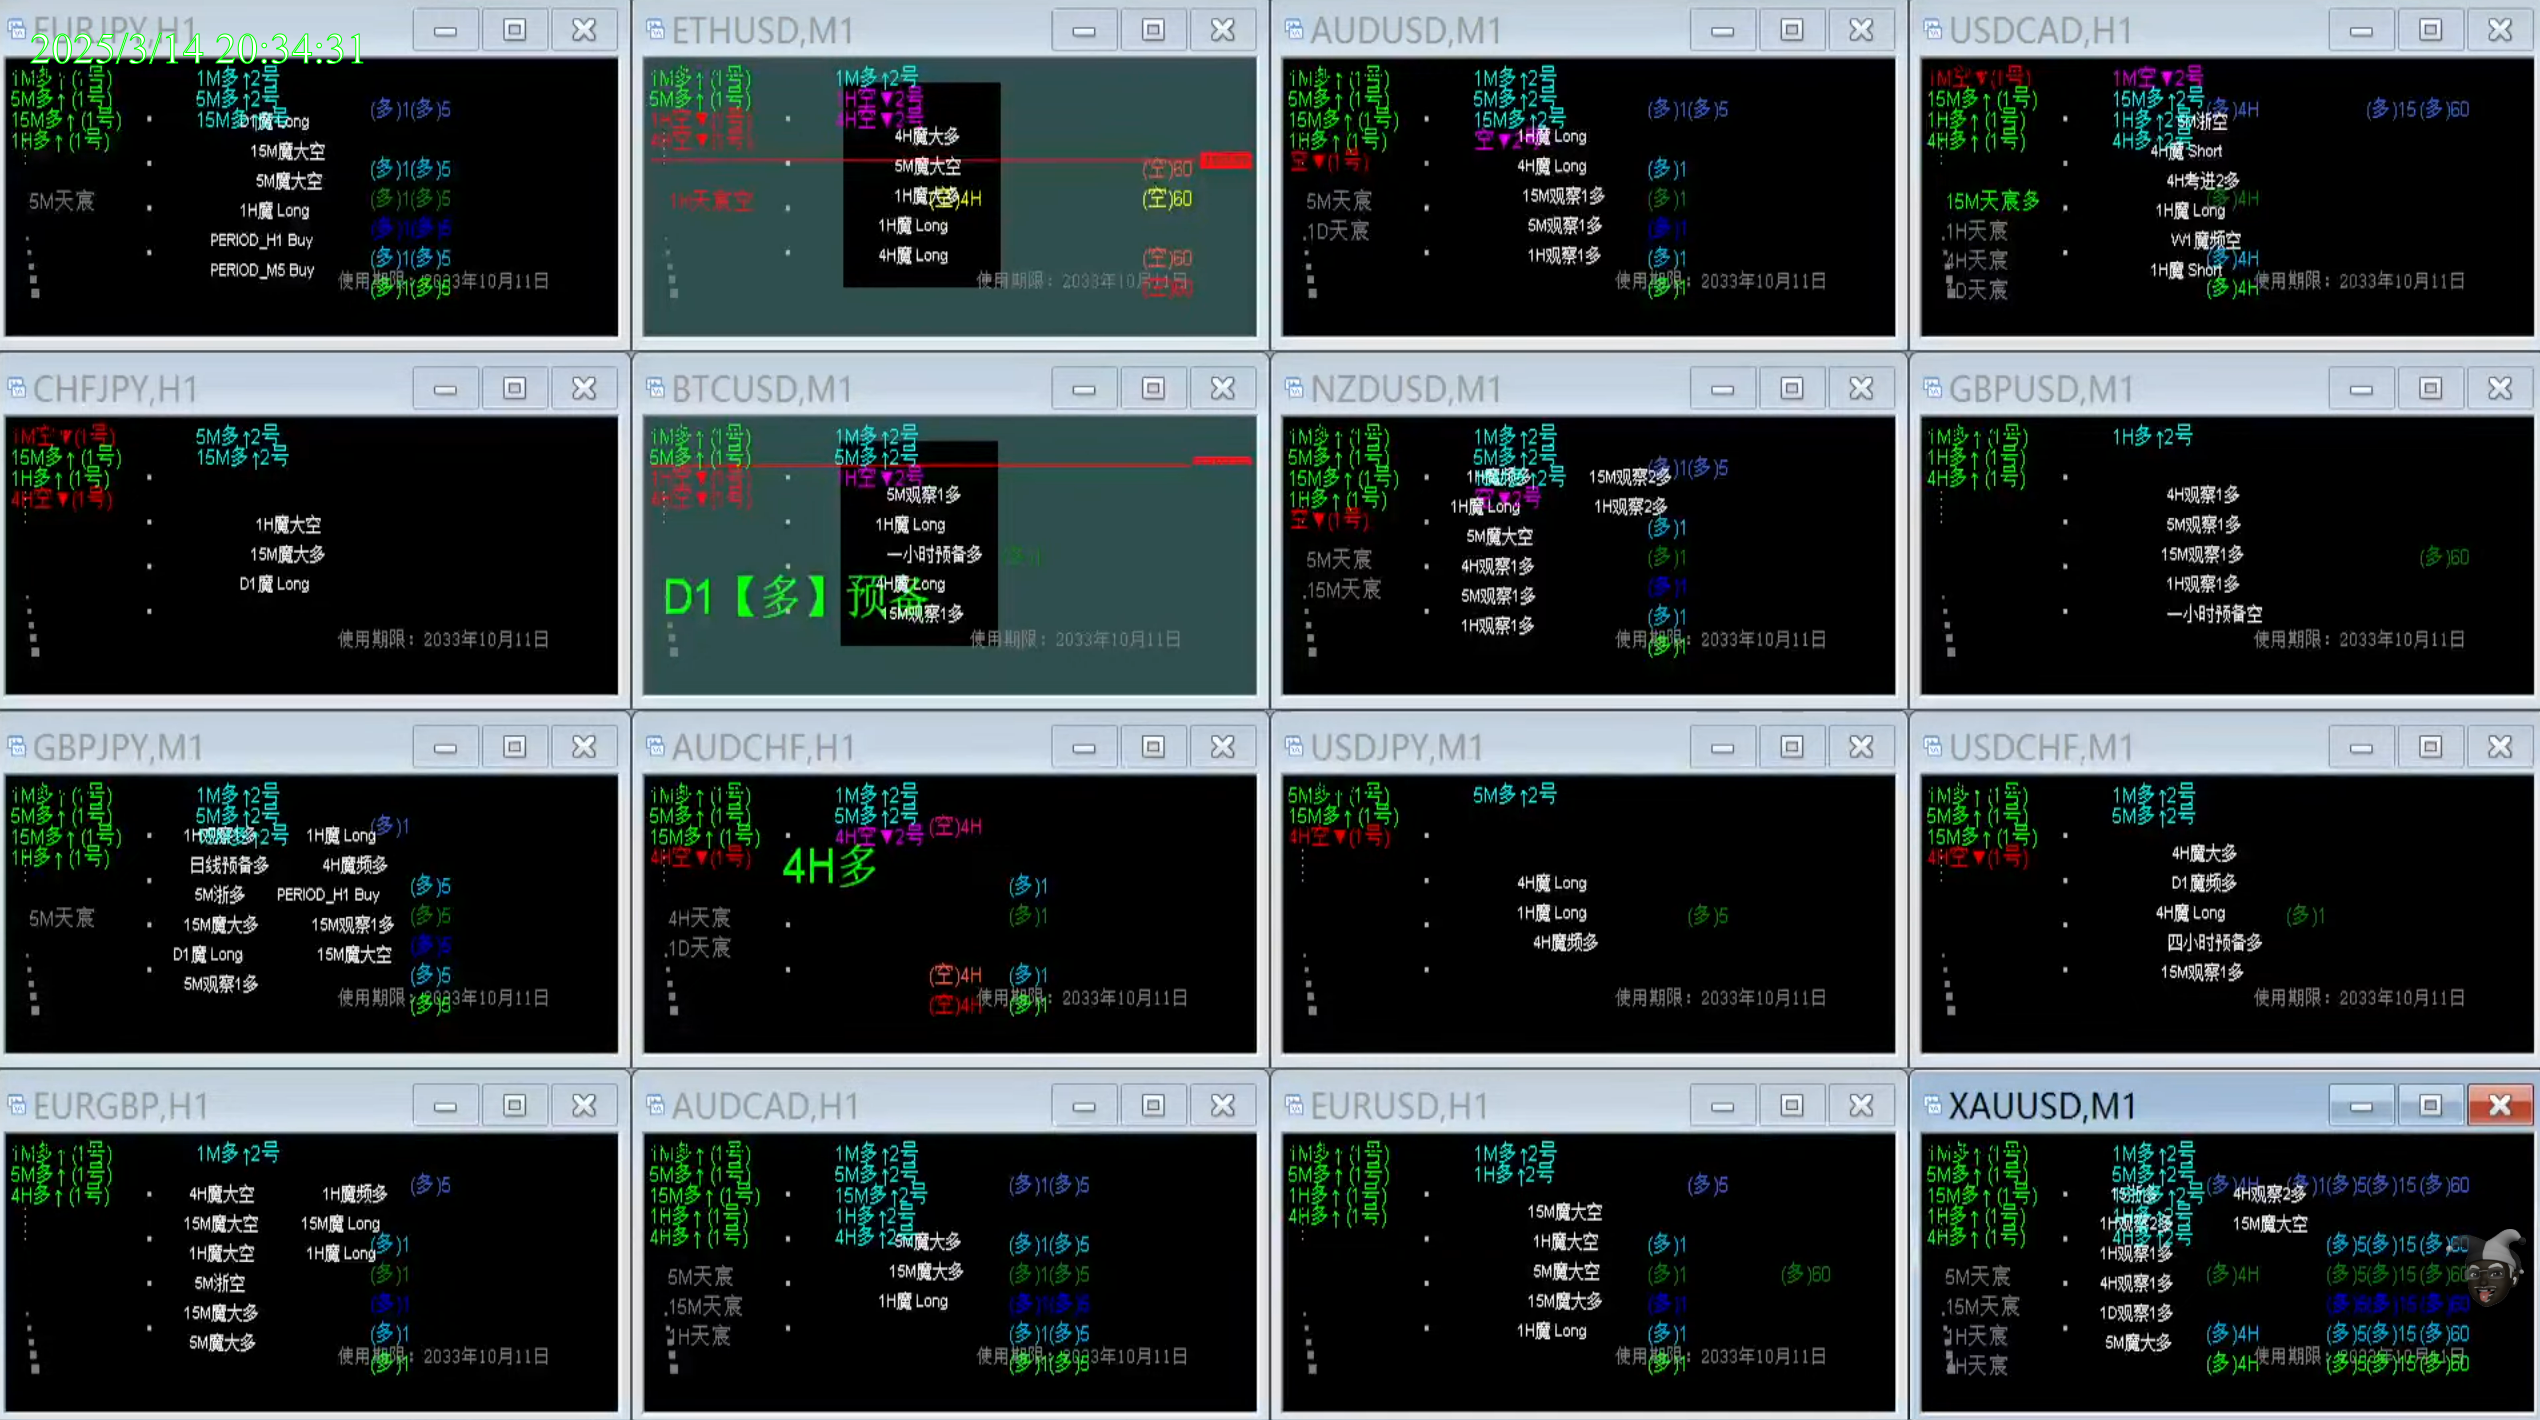 EURJPY,H1
2025/3/14 20:34:31
1M多↑(1号)
5M多↑(1号)
15M多↑(1号)
1H多↑(1号)
1M多↑2号
5M多↑2号
15M多↑2号
D1魔 Long
15M魔大空
5M魔大空
1H魔 Long
PERIOD_H1 Buy
PERIOD_M5 Buy
5M天宸
(多)1(多)5
(多)1(多)5
(多)1(多)5
(多)1(多)5
(多)1(多)5
(多)1(多)5
使用期限：2033年10月11日
ETHUSD,M1
1M多↑(1号)
5M多↑(1号)
1H空▼(1号)
4H空▼(1号)
1M多↑2号
1H空▼2号
4H空▼2号
4H魔大多
5M魔大空
1H魔大多
1H魔 Long
4H魔 Long
1H天宸空
(空)4H
(空)60
(空)60
(空)60
使用期限：2033年10月11日
AUDUSD,M1
1M多↑(1号)
5M多↑(1号)
15M多↑(1号)
1H多↑(1号)
空▼(1号)
1M多↑2号
5M多↑2号
15M多↑2号
1H魔 Long
4H魔 Long
15M观察1多
5M观察1多
1H观察1多
5M天宸
1D天宸
(多)1(多)5
(多)1
(多)1
(多)1
(多)1
(多)1
使用期限：2033年10月11日
USDCAD,H1
1M空▼(1号)
15M多↑(1号)
1H多↑(1号)
4H多↑(1号)
1M空▼2号
15M多↑2号
1H多↑2号
4H多↑2号
5M浙空
4H魔 Short
4H考进2多
1H魔 Long
W1魔频空
1H魔 Short
15M天宸多
1H天宸
4H天宸
D天宸
(多)4H
(多)15(多)60
(多)4H
(多)4H
(多)4H
使用期限：2033年10月11日
CHFJPY,H1
1M空▼(1号)
15M多↑(1号)
1H多↑(1号)
4H空▼(1号)
5M多↑2号
15M多↑2号
1H魔大空
15M魔大多
D1魔 Long
使用期限：2033年10月11日
BTCUSD,M1
1M多↑(1号)
5M多↑(1号)
1H空▼(1号)
4H空▼(1号)
1M多↑2号
5M多↑2号
1H空▼2号
5M观察1多
1H魔 Long
一小时预备多
4H魔 Long
15M观察1多
D1【多】预备
使用期限：2033年10月11日
NZDUSD,M1
1M多↑(1号)
5M多↑(1号)
15M多↑(1号)
1H多↑(1号)
空▼(1号)
1M多↑2号
5M多↑2号
1H魔频多
15M观察2多
1H魔 Long
1H观察2多
5M魔大空
4H观察1多
5M观察1多
1H观察1多
5M天宸
15M天宸
(多)1(多)5
(多)1
(多)1
(多)1
(多)1
(多)1
使用期限：2033年10月11日
GBPUSD,M1
1M多↑(1号)
1H多↑(1号)
4H多↑(1号)
1H多↑2号
4H观察1多
5M观察1多
15M观察1多
1H观察1多
一小时预备空
(多)60
使用期限：2033年10月11日
GBPJPY,M1
1M多↑(1号)
5M多↑(1号)
15M多↑(1号)
1H多↑(1号)
1M多↑2号
5M多↑2号
1H观察1多
1H魔 Long
日线预备多
4H魔频多
5M浙多
PERIOD_H1 Buy
15M魔大多
15M观察1多
D1魔 Long
15M魔大空
5M观察1多
5M天宸
(多)1
(多)5
(多)5
(多)5
(多)5
(多)5
使用期限：2033年10月11日
AUDCHF,H1
1M多↑(1号)
5M多↑(1号)
15M多↑(1号)
4H空▼(1号)
1M多↑2号
5M多↑2号
4H空▼2号
4H多
4H天宸
1D天宸
(空)4H
(多)1
(多)1
(空)4H
(多)1
(空)4H
(多)1
使用期限：2033年10月11日
USDJPY,M1
5M多↑(1号)
15M多↑(1号)
4H空▼(1号)
5M多↑2号
4H魔 Long
1H魔 Long
4H魔频多
(多)5
使用期限：2033年10月11日
USDCHF,M1
1M多↑(1号)
5M多↑(1号)
15M多↑(1号)
4H空▼(1号)
1M多↑2号
5M多↑2号
4H魔大多
D1魔频多
4H魔 Long
四小时预备多
15M观察1多
(多)1
使用期限：2033年10月11日
EURGBP,H1
1M多↑(1号)
5M多↑(1号)
4H多↑(1号)
1M多↑2号
4H魔大空
1H魔频多
15M魔大空
15M魔 Long
1H魔大空
1H魔 Long
5M浙空
15M魔大多
5M魔大多
(多)5
(多)1
(多)1
(多)1
(多)1
(多)1
使用期限：2033年10月11日
AUDCAD,H1
1M多↑(1号)
5M多↑(1号)
15M多↑(1号)
1H多↑(1号)
4H多↑(1号)
1M多↑2号
5M多↑2号
15M多↑2号
1H多↑2号
4H多↑2号
5M魔大多
15M魔大多
1H魔 Long
5M天宸
15M天宸
1H天宸
(多)1(多)5
(多)1(多)5
(多)1(多)5
(多)1(多)5
(多)1(多)5
(多)1(多)5
使用期限：2033年10月11日
EURUSD,H1
1M多↑(1号)
5M多↑(1号)
1H多↑(1号)
4H多↑(1号)
1M多↑2号
1H多↑2号
15M魔大空
1H魔大空
5M魔大空
15M魔大多
1H魔 Long
(多)5
(多)1
(多)1
(多)60
(多)1
(多)1
(多)1
使用期限：2033年10月11日
XAUUSD,M1
1M多↑(1号)
5M多↑(1号)
15M多↑(1号)
1H多↑(1号)
4H多↑(1号)
1M多↑2号
5M多↑2号
4H观察2多
1H观察2多
15M魔大空
1H观察1多
4H观察1多
1D观察1多
5M魔大多
5M天宸
15M天宸
1H天宸
4H天宸
(多)4H
(多)1(多)5(多)15(多)60
(多)5(多)15(多)60
(多)4H
(多)5(多)15(多)60
(多)5(多)15(多)60
(多)4H
(多)5(多)15(多)60
(多)4H
(多)5(多)15(多)60
使用期限：2033年10月11日